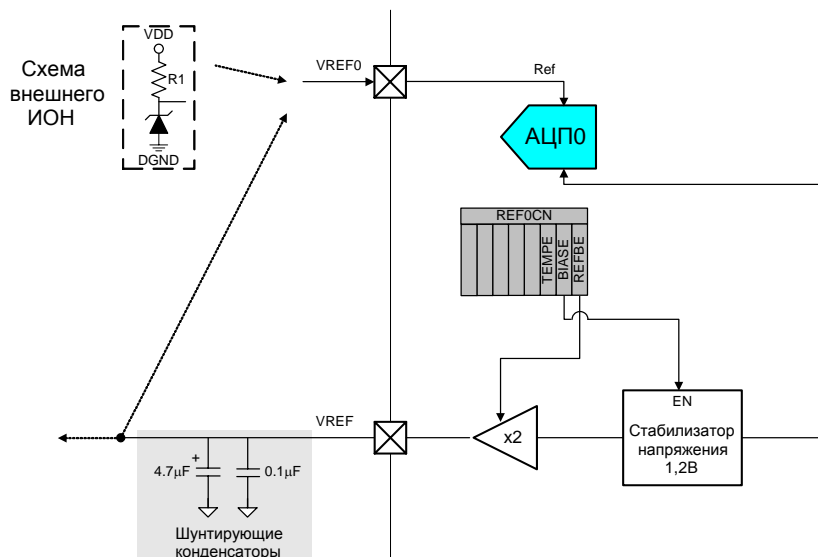 VDD
Схема
внешнего
ИОН
R1
DGND
VREF0
Ref
АЦП0
REF0CN
TEMPE
BIASE
REFBE
VREF
x2
EN
Стабилизатор
напряжения
1,2В
+
4.7µF
0.1µF
Шунтирующие
конденсаторы